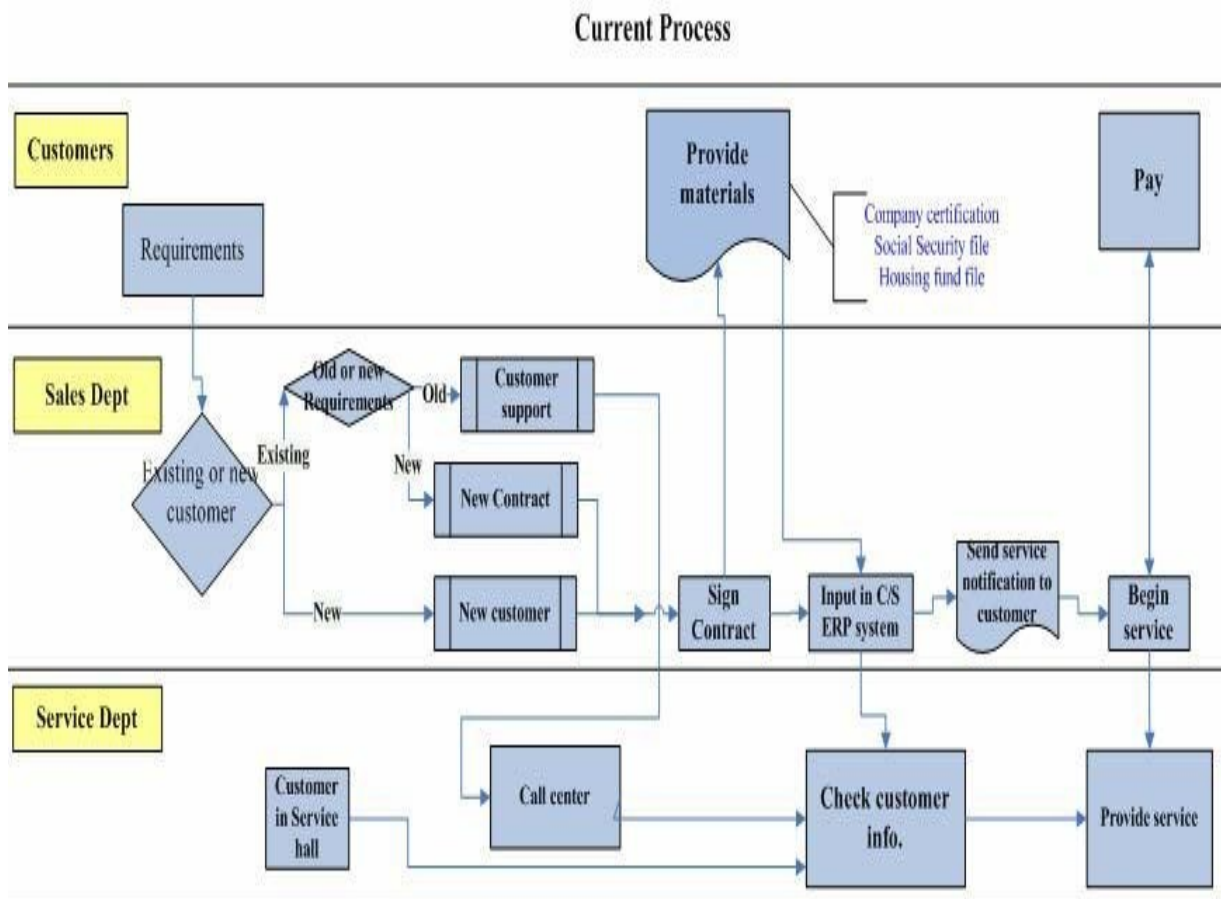 Current Process
Customers
Requirements
Provide
materials
Company certification
Social Security file
Housing fund file
Pay
Sales Dept
Existing or new
customer
Existing
New
Old or new
Requirements
Old
New
Customer
support
New Contract
New customer
Sign
Contract
Input in C/S
ERP system
Send service
notification to
customer
Begin
service
Service Dept
Customer
in Service
hall
Call center
Check customer
info.
Provide service